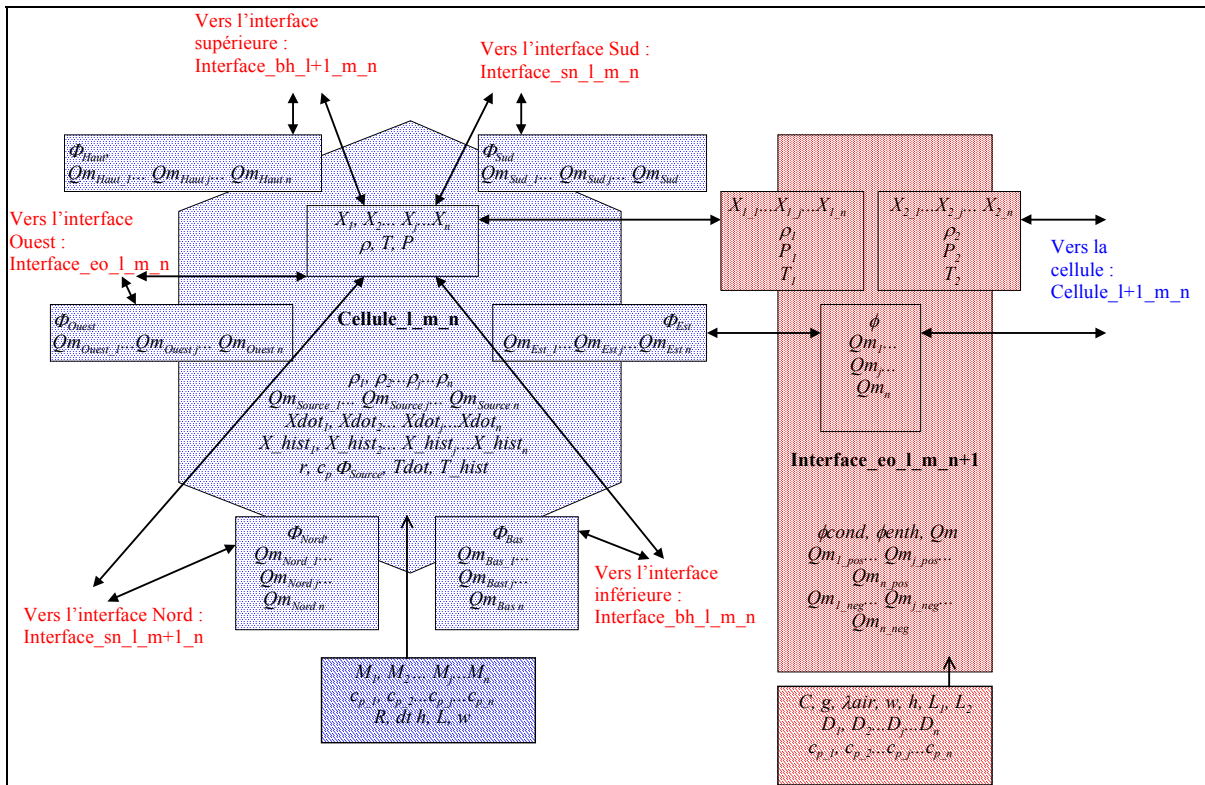 Vers l'interface
supérieure :
Interface_bh_l+1_m_n
Vers l'interface Sud :
Interface_sn_l_m_n
Φ_Haut,
Qm_Haut_1... Qm_Haut j... Qm_Haut n
Φ_Sud
Qm_Sud_1... Qm_Sud j... Qm_Sud
Vers l'interface
Ouest :
Interface_eo_l_m_n
X_1, X_2... X_j...X_n
ρ, T, P
X_1_1...X_1_j...X_1_n
ρ_1
P_1
T_1
X_2_1...X_2_j... X_2_n
ρ_2
P_2
T_2
Vers la
cellule :
Cellule_l+1_m_n
Φ_Ouest
Qm_Ouest_1...Qm_Ouest j... Qm_Ouest n
Cellule_l_m_n
Φ_Est
Qm_Est_1...Qm_Est j...Qm_Est n
ϕ
Qm_1...
Qm_j...
Qm_n
ρ_1, ρ_2...ρ_j...ρ_n
Qm_Source_1... Qm_Source j... Qm_Source n
Xdot_1, Xdot_2... Xdot_j...Xdot_n
X_hist_1, X_hist_2... X_hist_j...X_hist_n
r, c_p, Φ_Source, Tdot, T_hist
Interface_eo_l_m_n+1
Φ_Nord,
Qm_Nord_1...
Qm_Nord j...
Qm_Nord n
Φ_Bas
Qm_Bas_1...
Qm_Bast j...
Qm_Bas n
ϕcond, ϕenth, Qm
Qm_1_pos... Qm_j_pos...
Qm_n_pos
Qm_1_neg... Qm_j_neg...
Qm_n_neg
Vers l'interface Nord :
Interface_sn_l_m+1_n
Vers l'interface
inférieure :
Interface_bh_l_m_n
M_1, M_2... M_j...M_n
c_p_1, c_p_2...c_p_j...c_p_n
R, dt h, L, w
C, g, λair, w, h, L_1, L_2
D_1, D_2...D_j...D_n
c_p_1, c_p_2...c_p_j...c_p_n